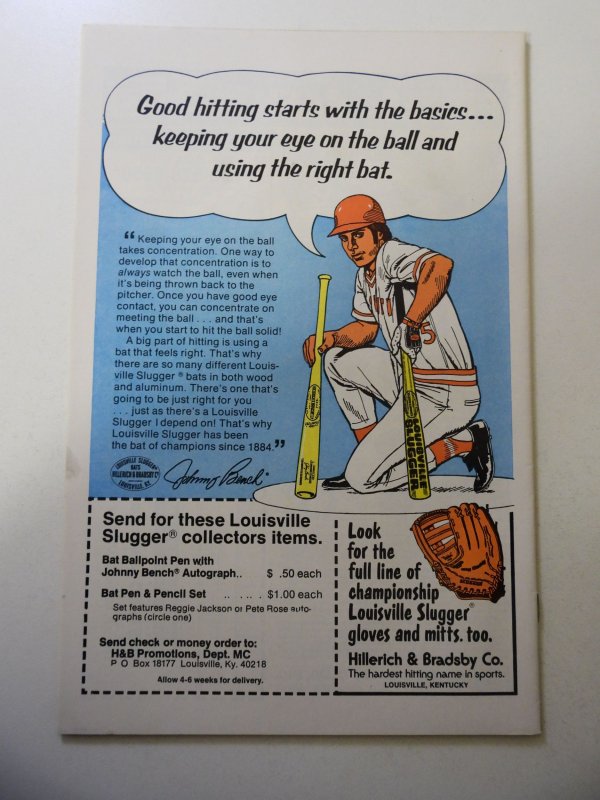 Good hitting starts with the basics...
keeping your eye on the ball and
using the right bat.
“ Keeping your eye on the ball
takes concentration. One way to
develop that concentration is to
always watch the ball, even when
it's being thrown back to the
pitcher. Once you have good eye
contact, you can concentrate on
meeting the ball . . . and that's
when you start to hit the ball solid!
A big part of hitting is using a
bat that feels right. That's why
there are so many different Louis-
ville Slugger ® bats in both wood
and aluminum. There's one that's
going to be just right for you
. . . just as there's a Louisville
Slugger I depend on! That's why
Louisville Slugger has been
the bat of champions since 1884.”
LOUISVILLE SLUGGER
BATS
HILLERICH & BRADSBY Co
LOUISVILLE, KY.
Johnny Bench
5
LOUISVILLE
SLUGGER
Send for these Louisville
Slugger® collectors items.
Bat Ballpoint Pen with
Johnny Bench® Autograph.. $ .50 each
Bat Pen & Pencil Set .. .... .. $1.00 each
Set features Reggie Jackson or Pete Rose auto-
graphs (circle one)
Send check or money order to:
H&B Promotions, Dept. MC
P O Box 18177 Louisville, Ky. 40218
Allow 4-6 weeks for delivery.
Look
for the
full line of
championship
Louisville Slugger®
gloves and mitts. too.
Hillerich & Bradsby Co.
The hardest hitting name in sports.
LOUISVILLE, KENTUCKY